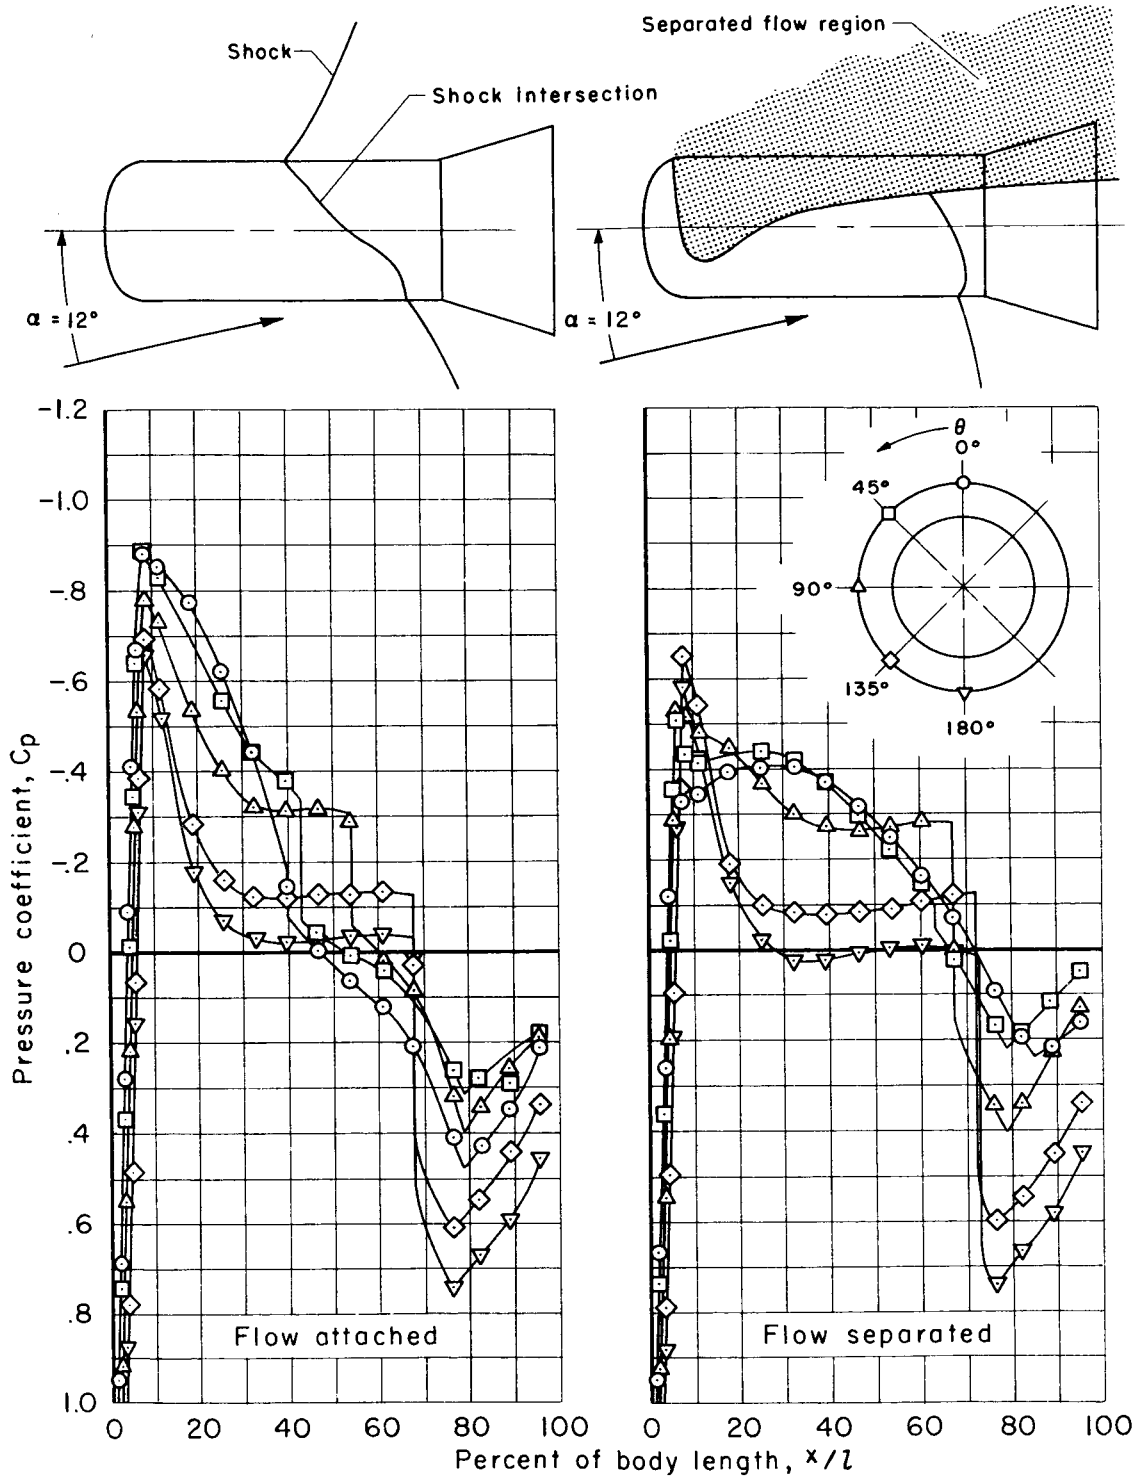 Shock
Shock intersection
Separated flow region
α = 12°
α = 12°
Pressure coefficient, Cp
-1.2
-1.0
-.8
-.6
-.4
-.2
0
.2
.4
.6
.8
1.0
θ
0°
45°
90°
135°
180°
Flow attached
Flow separated
0 20 40 60 80 100
0 20 40 60 80 100
Percent of body length, x/l